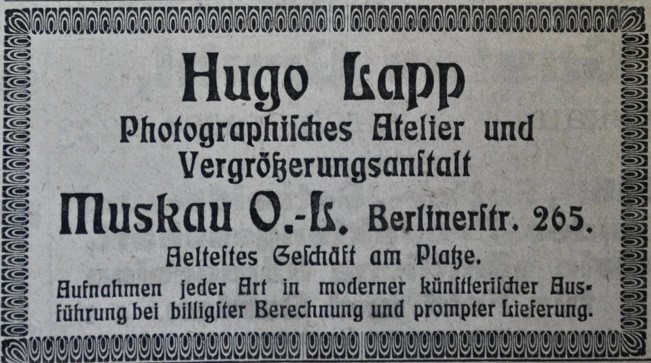 Hugo Lapp
Photographiſches Atelier und
Vergrößerungsanſtalt
Muskau O.-L. Berlinerſtr. 265.
Aelteſtes Geſchäft am Platze.
Aufnahmen jeder Art in moderner künſtleriſcher Aus-
führung bei billigſter Berechnung und prompter Lieferung.